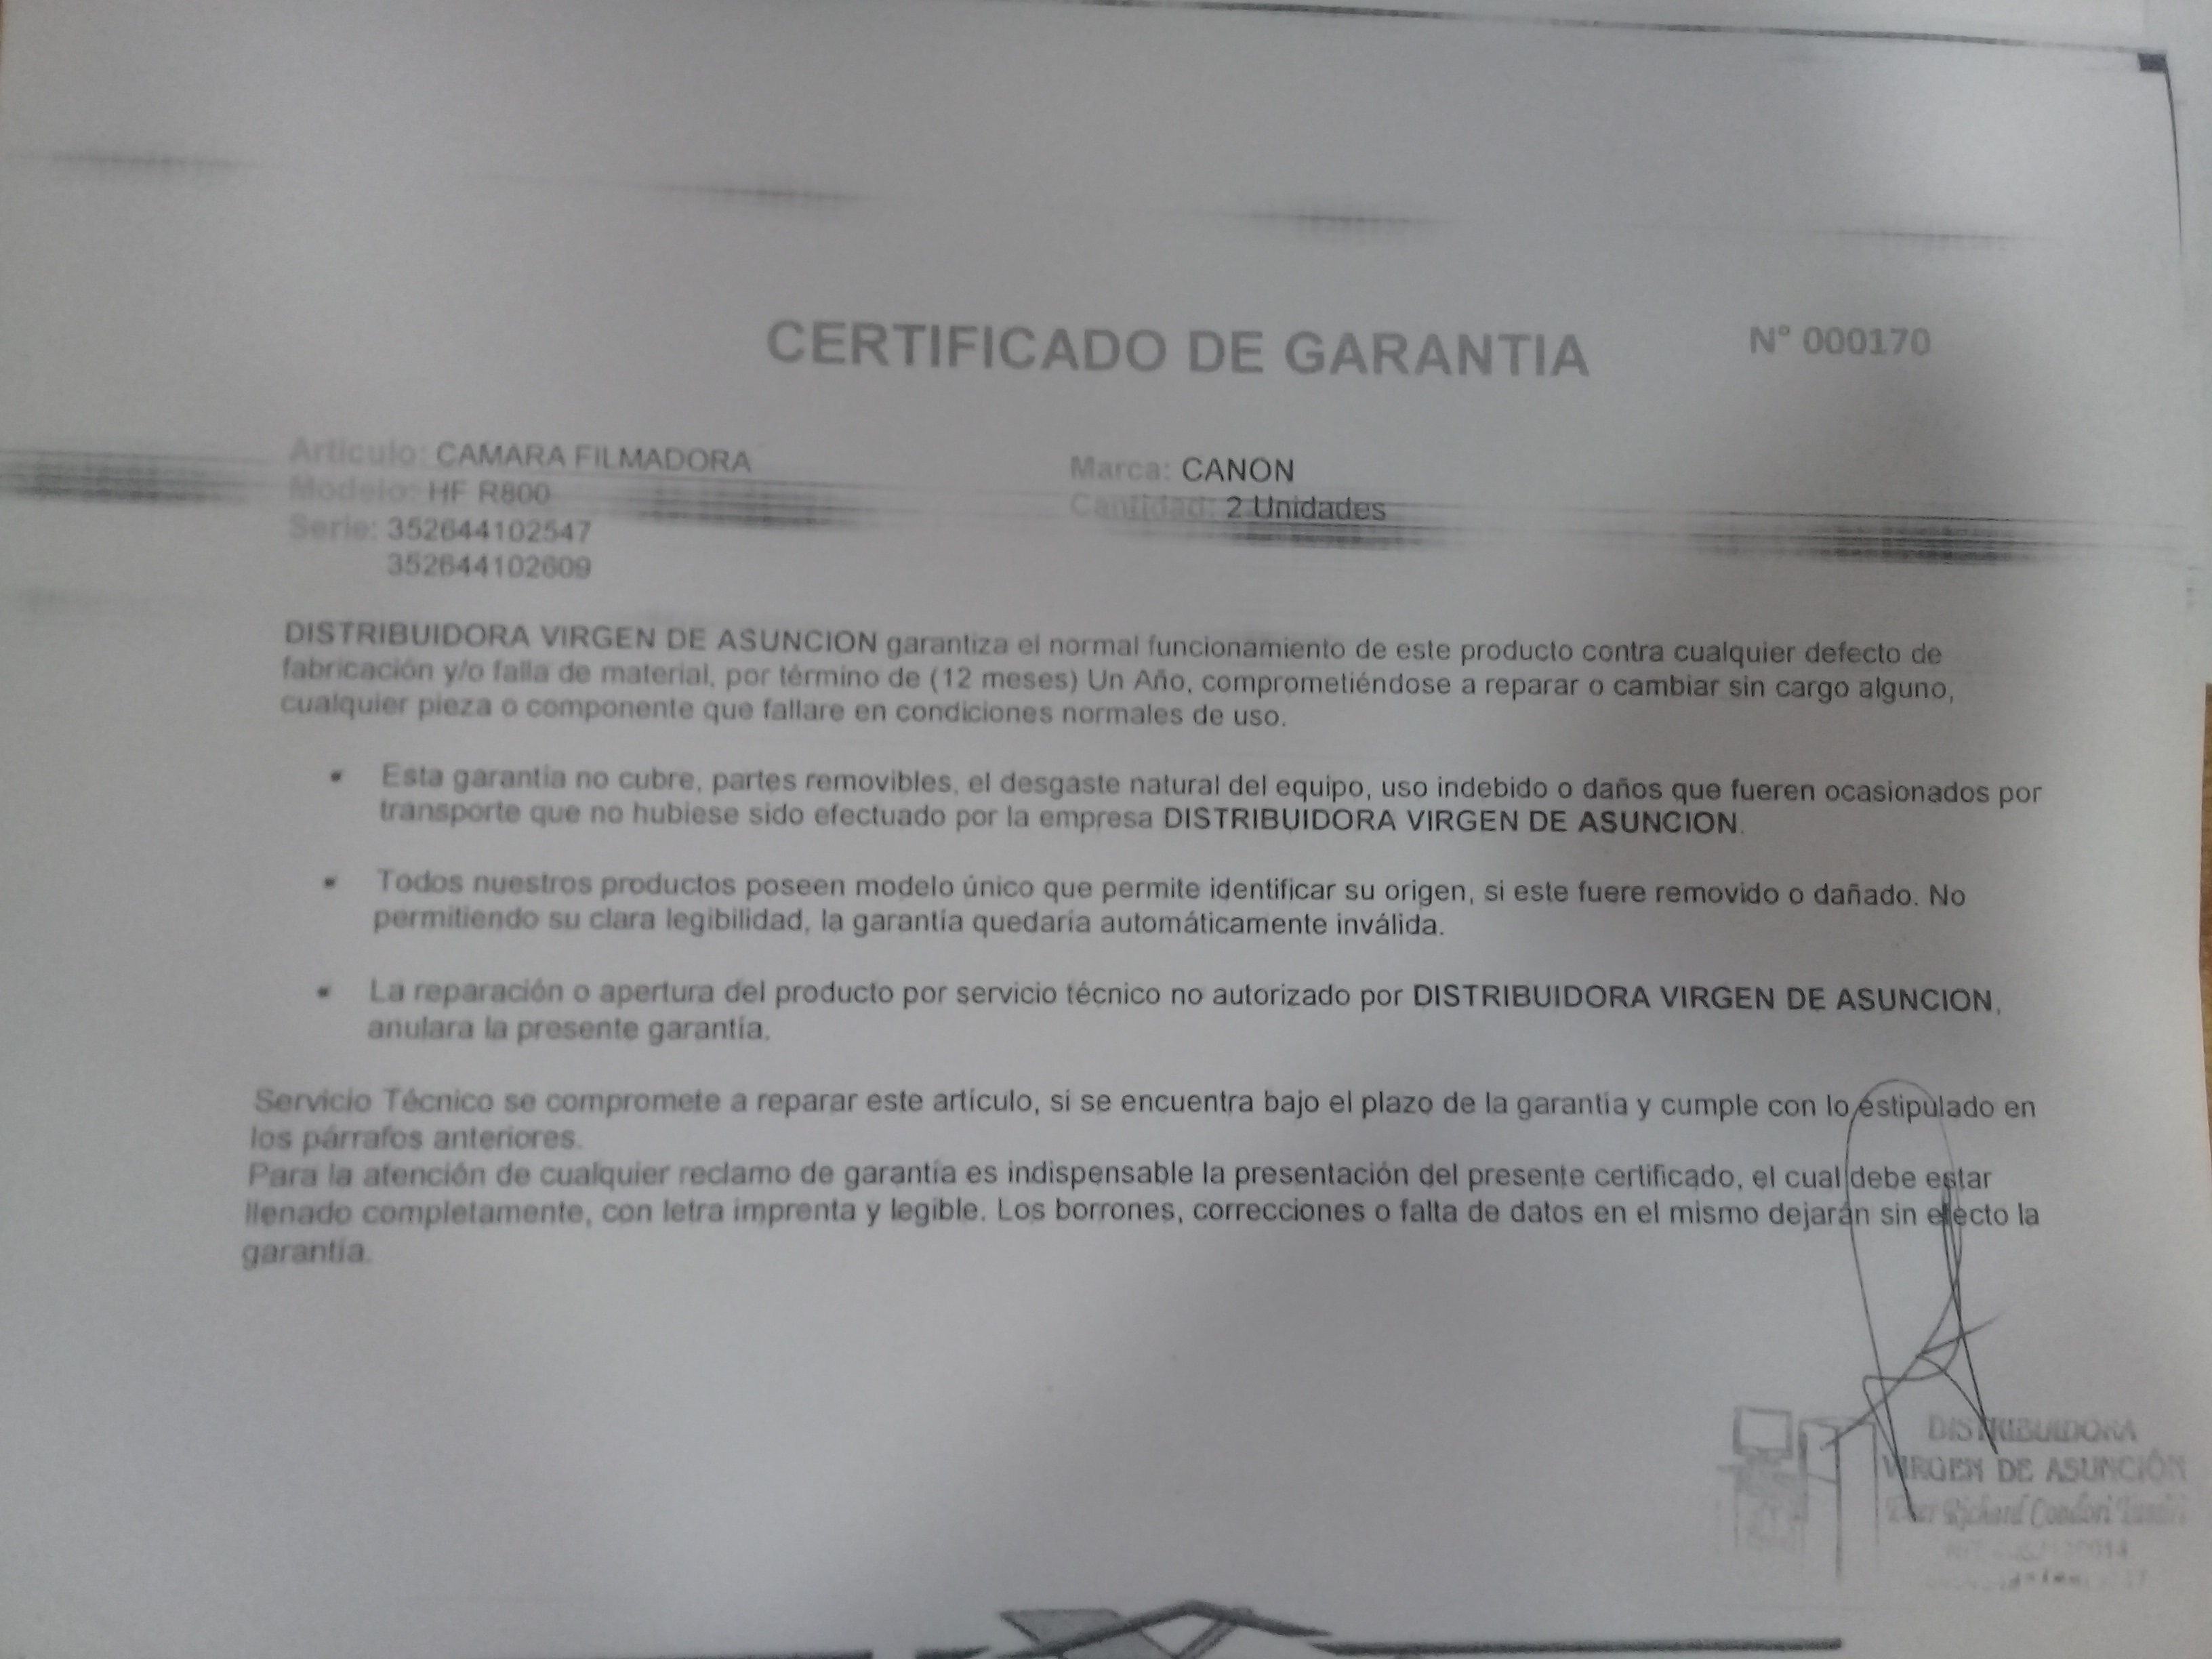 CERTIFICADO DE GARANTIA
N° 000170
Articulo: CAMARA FILMADORA
Marca: CANON
Modelo: HF R800
Cantidad: 2 Unidades
Serie: 352644102547
352644102609
DISTRIBUIDORA VIRGEN DE ASUNCION garantiza el normal funcionamiento de este producto contra cualquier defecto de
fabricación y/o falla de material, por término de (12 meses) Un Año, comprometiéndose a reparar o cambiar sin cargo alguno,
cualquier pieza o componente que fallare en condiciones normales de uso.
• Esta garantía no cubre, partes removibles, el desgaste natural del equipo, uso indebido o daños que fueren ocasionados por
transporte que no hubiese sido efectuado por la empresa DISTRIBUIDORA VIRGEN DE ASUNCION.
• Todos nuestros productos poseen modelo único que permite identificar su origen, si este fuere removido o dañado. No
permitiendo su clara legibilidad, la garantía quedaría automáticamente inválida.
• La reparación o apertura del producto por servicio técnico no autorizado por DISTRIBUIDORA VIRGEN DE ASUNCION,
anulara la presente garantía.
Servicio Técnico se compromete a reparar este artículo, si se encuentra bajo el plazo de la garantía y cumple con lo estipulado en
los párrafos anteriores.
Para la atención de cualquier reclamo de garantía es indispensable la presentación del presente certificado, el cual debe estar
llenado completamente, con letra imprenta y legible. Los borrones, correcciones o falta de datos en el mismo dejarán sin efecto la
garantía.
DISTRIBUIDORA
VIRGEN DE ASUNCIÓN
Richard Condori